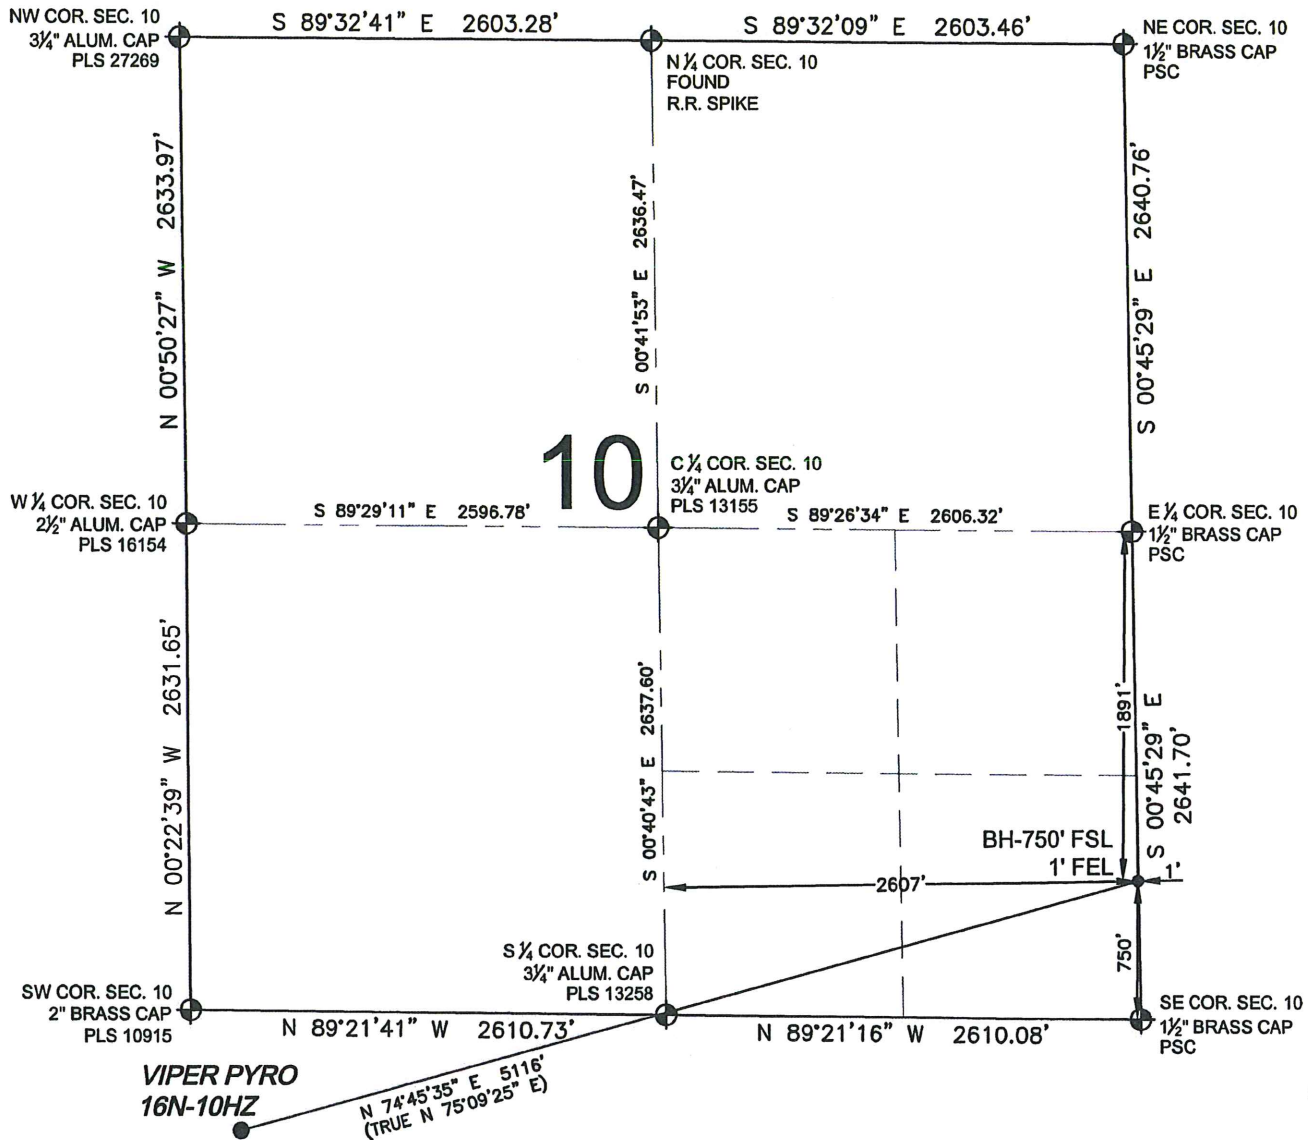 NW COR. SEC. 10
3¼" ALUM. CAP
PLS 27269
S 89°32'41" E 2603.28'
S 89°32'09" E 2603.46'
NE COR. SEC. 10
1½" BRASS CAP
PSC
N ¼ COR. SEC. 10
FOUND
R.R. SPIKE
N 00°50'27" W 2633.97'
S 00°41'53" E 2636.47'
S 00°45'29" E 2640.76'
10
C ¼ COR. SEC. 10
3¼" ALUM. CAP
PLS 13155
W ¼ COR. SEC. 10
2½" ALUM. CAP
PLS 16154
S 89°29'11" E 2596.78'
S 89°26'34" E 2606.32'
E ¼ COR. SEC. 10
1½" BRASS CAP
PSC
N 00°22'39" W 2631.65'
S 00°40'43" E 2637.60'
1891'
S 00°45'29" E
2641.70'
BH-750' FSL
1' FEL
1'
2607'
750'
S ¼ COR. SEC. 10
3¼" ALUM. CAP
PLS 13258
SW COR. SEC. 10
2" BRASS CAP
PLS 10915
N 89°21'41" W 2610.73'
N 89°21'16" W 2610.08'
SE COR. SEC. 10
1½" BRASS CAP
PSC
VIPER PYRO
16N-10HZ
N 74°45'35" E 5116'
(TRUE N 75°09'25" E)